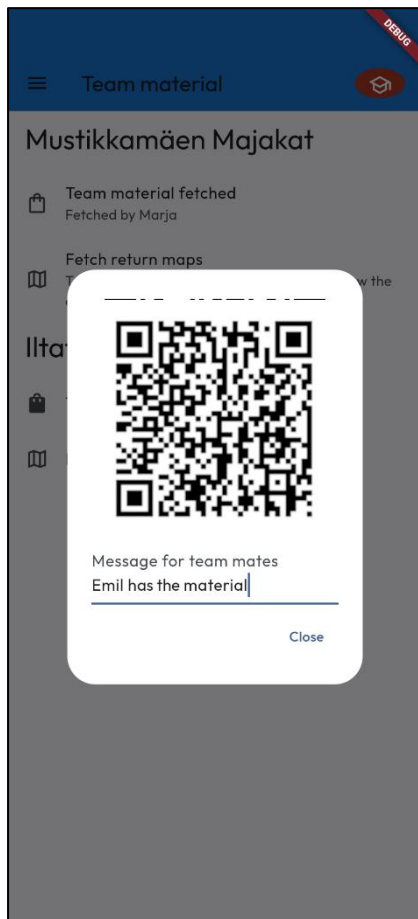 DEBUG
Team material
Mustikkamäen Majakat
Team material fetched
Fetched by Marja
Fetch return maps
w the
Message for team mates
Emil has the material
Close